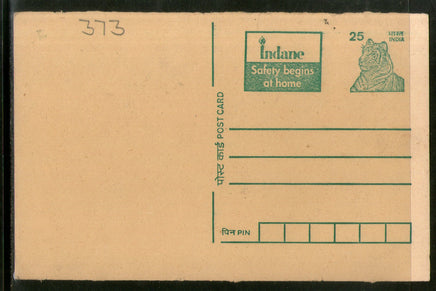 373
Indane
Safety begins
at home
25 भारत
INDIA
पोस्ट कार्ड POST CARD
पिन PIN